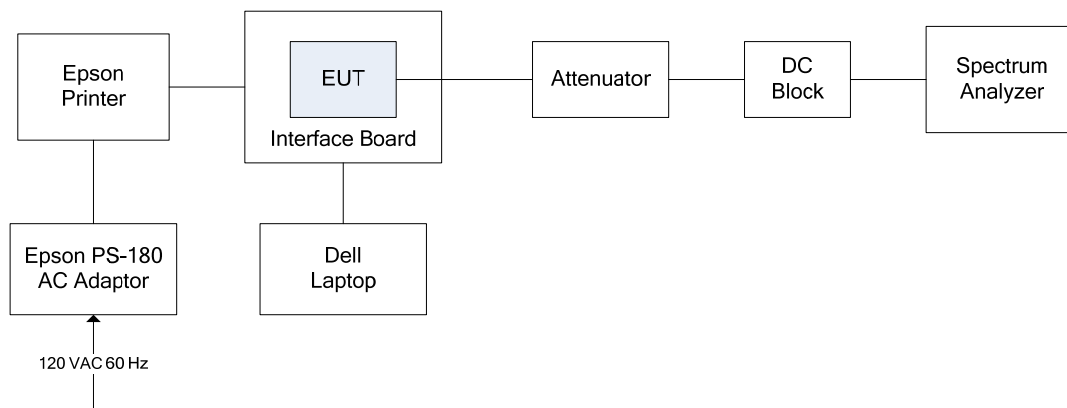 Epson
Printer
EUT
Interface Board
Attenuator
DC
Block
Spectrum
Analyzer
Epson PS-180
AC Adaptor
Dell
Laptop
120 VAC 60 Hz